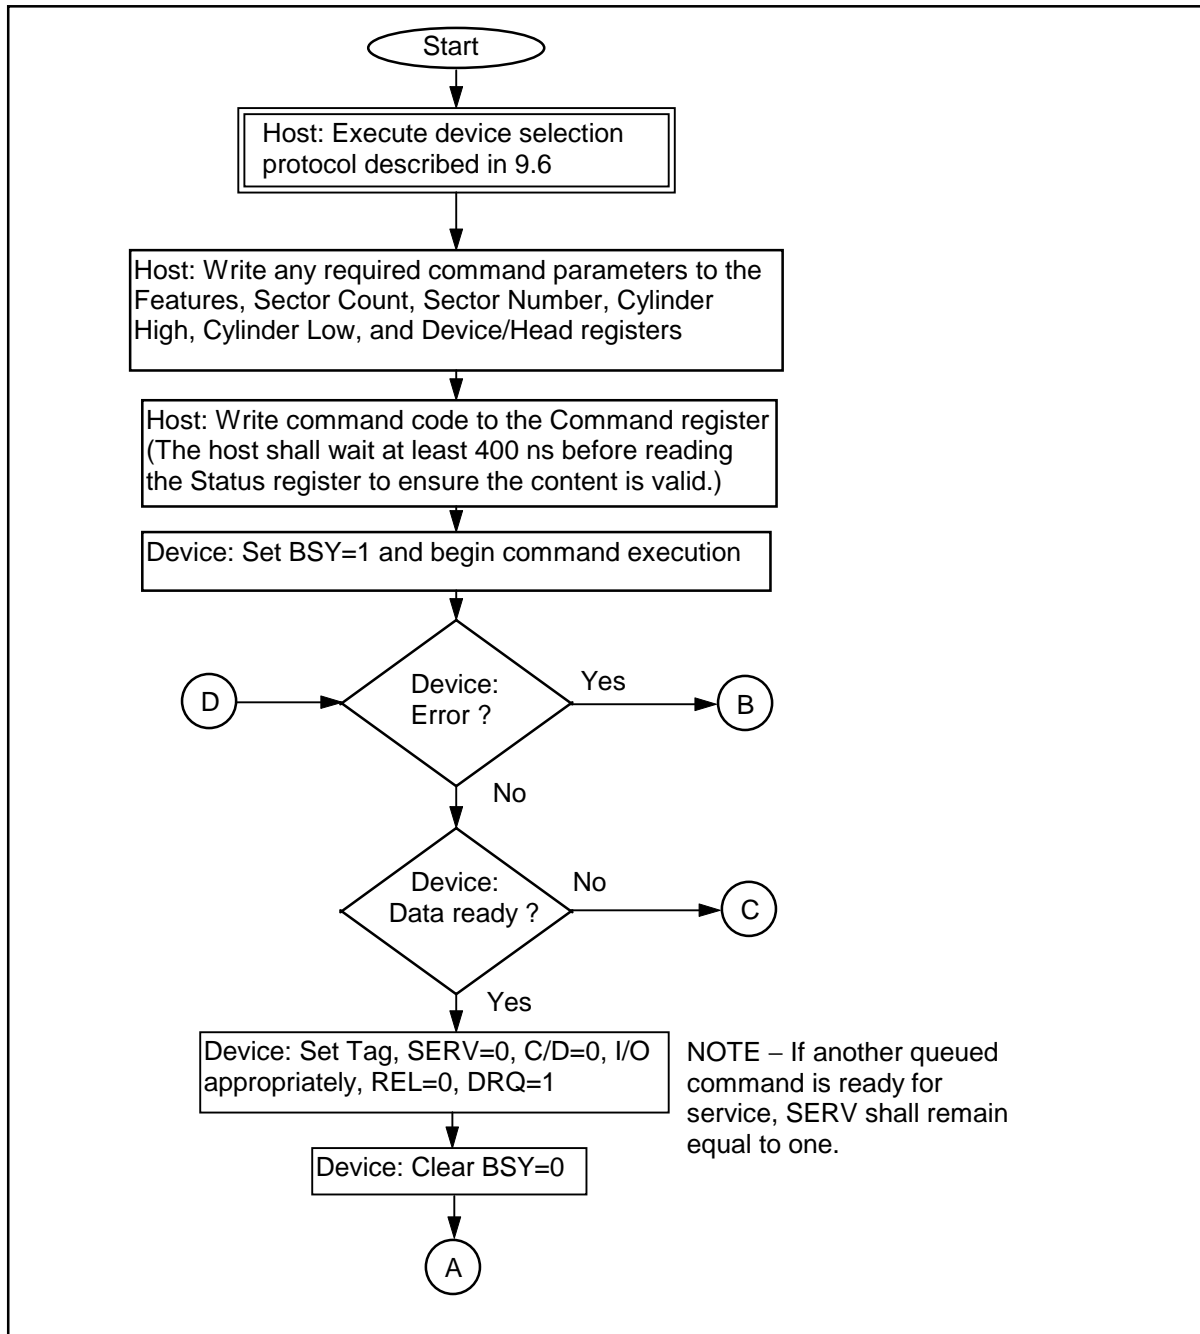 Start
Host: Execute device selection
protocol described in 9.6
Host: Write any required command parameters to the
Features, Sector Count, Sector Number, Cylinder
High, Cylinder Low, and Device/Head registers
Host: Write command code to the Command register
(The host shall wait at least 400 ns before reading
the Status register to ensure the content is valid.)
Device: Set BSY=1 and begin command execution
D
Device:
Error ?
Yes
B
No
Device:
Data ready ?
No
C
Yes
Device: Set Tag, SERV=0, C/D=0, I/O
appropriately, REL=0, DRQ=1
NOTE – If another queued
command is ready for
service, SERV shall remain
equal to one.
Device: Clear BSY=0
A